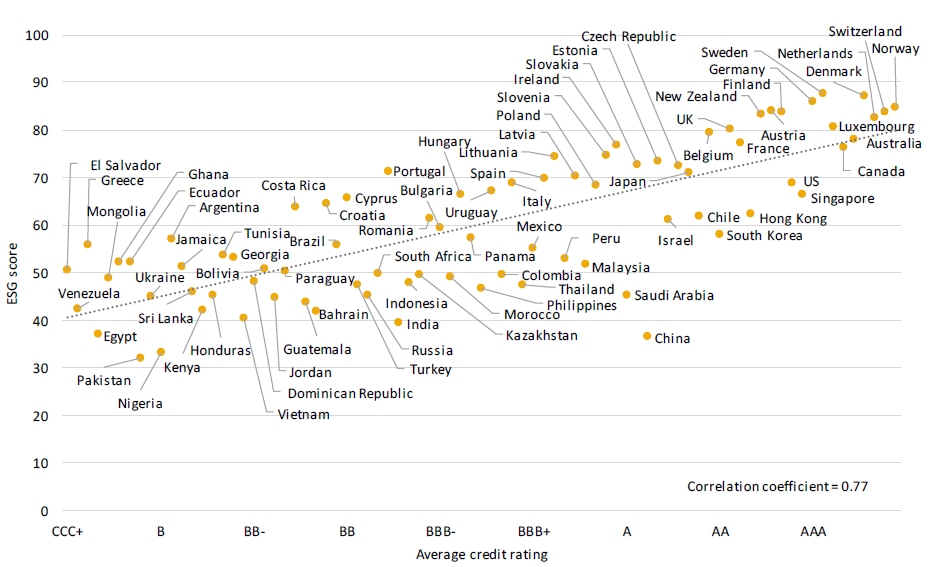 Switzerland
100
Czech Republic
Norway
Estonia
Sweden
Netherlands
Slovakia
Germany
Denmark
90
Ireland
Finland
Slovenia
New Zealand
Poland
UK
80
Luxembourg
Latvia
Austria
Hungary
France
Australia
Lithuania
Belgium
El Salvador
Ghana
Portugal
Spain
Canada
70
Greece
Costa Rica
Bulgaria
Japan
US
Ecuador
Cyprus
Italy
Singapore
Mongolia
Argentina
Croatia
Uruguay
Chile
Hong Kong
60
Jamaica
Tunisia
Brazil
Romania
Mexico
Peru
Israel
South Korea
Georgia
South Africa
Panama
50
Ukraine
Bolivia
Paraguay
Colombia
Malaysia
Venezuela
Indonesia
Thailand
Saudi Arabia
Philippines
Sri Lanka
Bahrain
Morocco
40
Egypt
India
Kazakhstan
China
Honduras
Guatemala
Russia
Kenya
30
Pakistan
Jordan
Turkey
Nigeria
Dominican Republic
Vietnam
20
10
Correlation coefficient = 0.77
0
ESG score
CCC+ B BB- BB BBB- BBB+ A AA AAA
Average credit rating